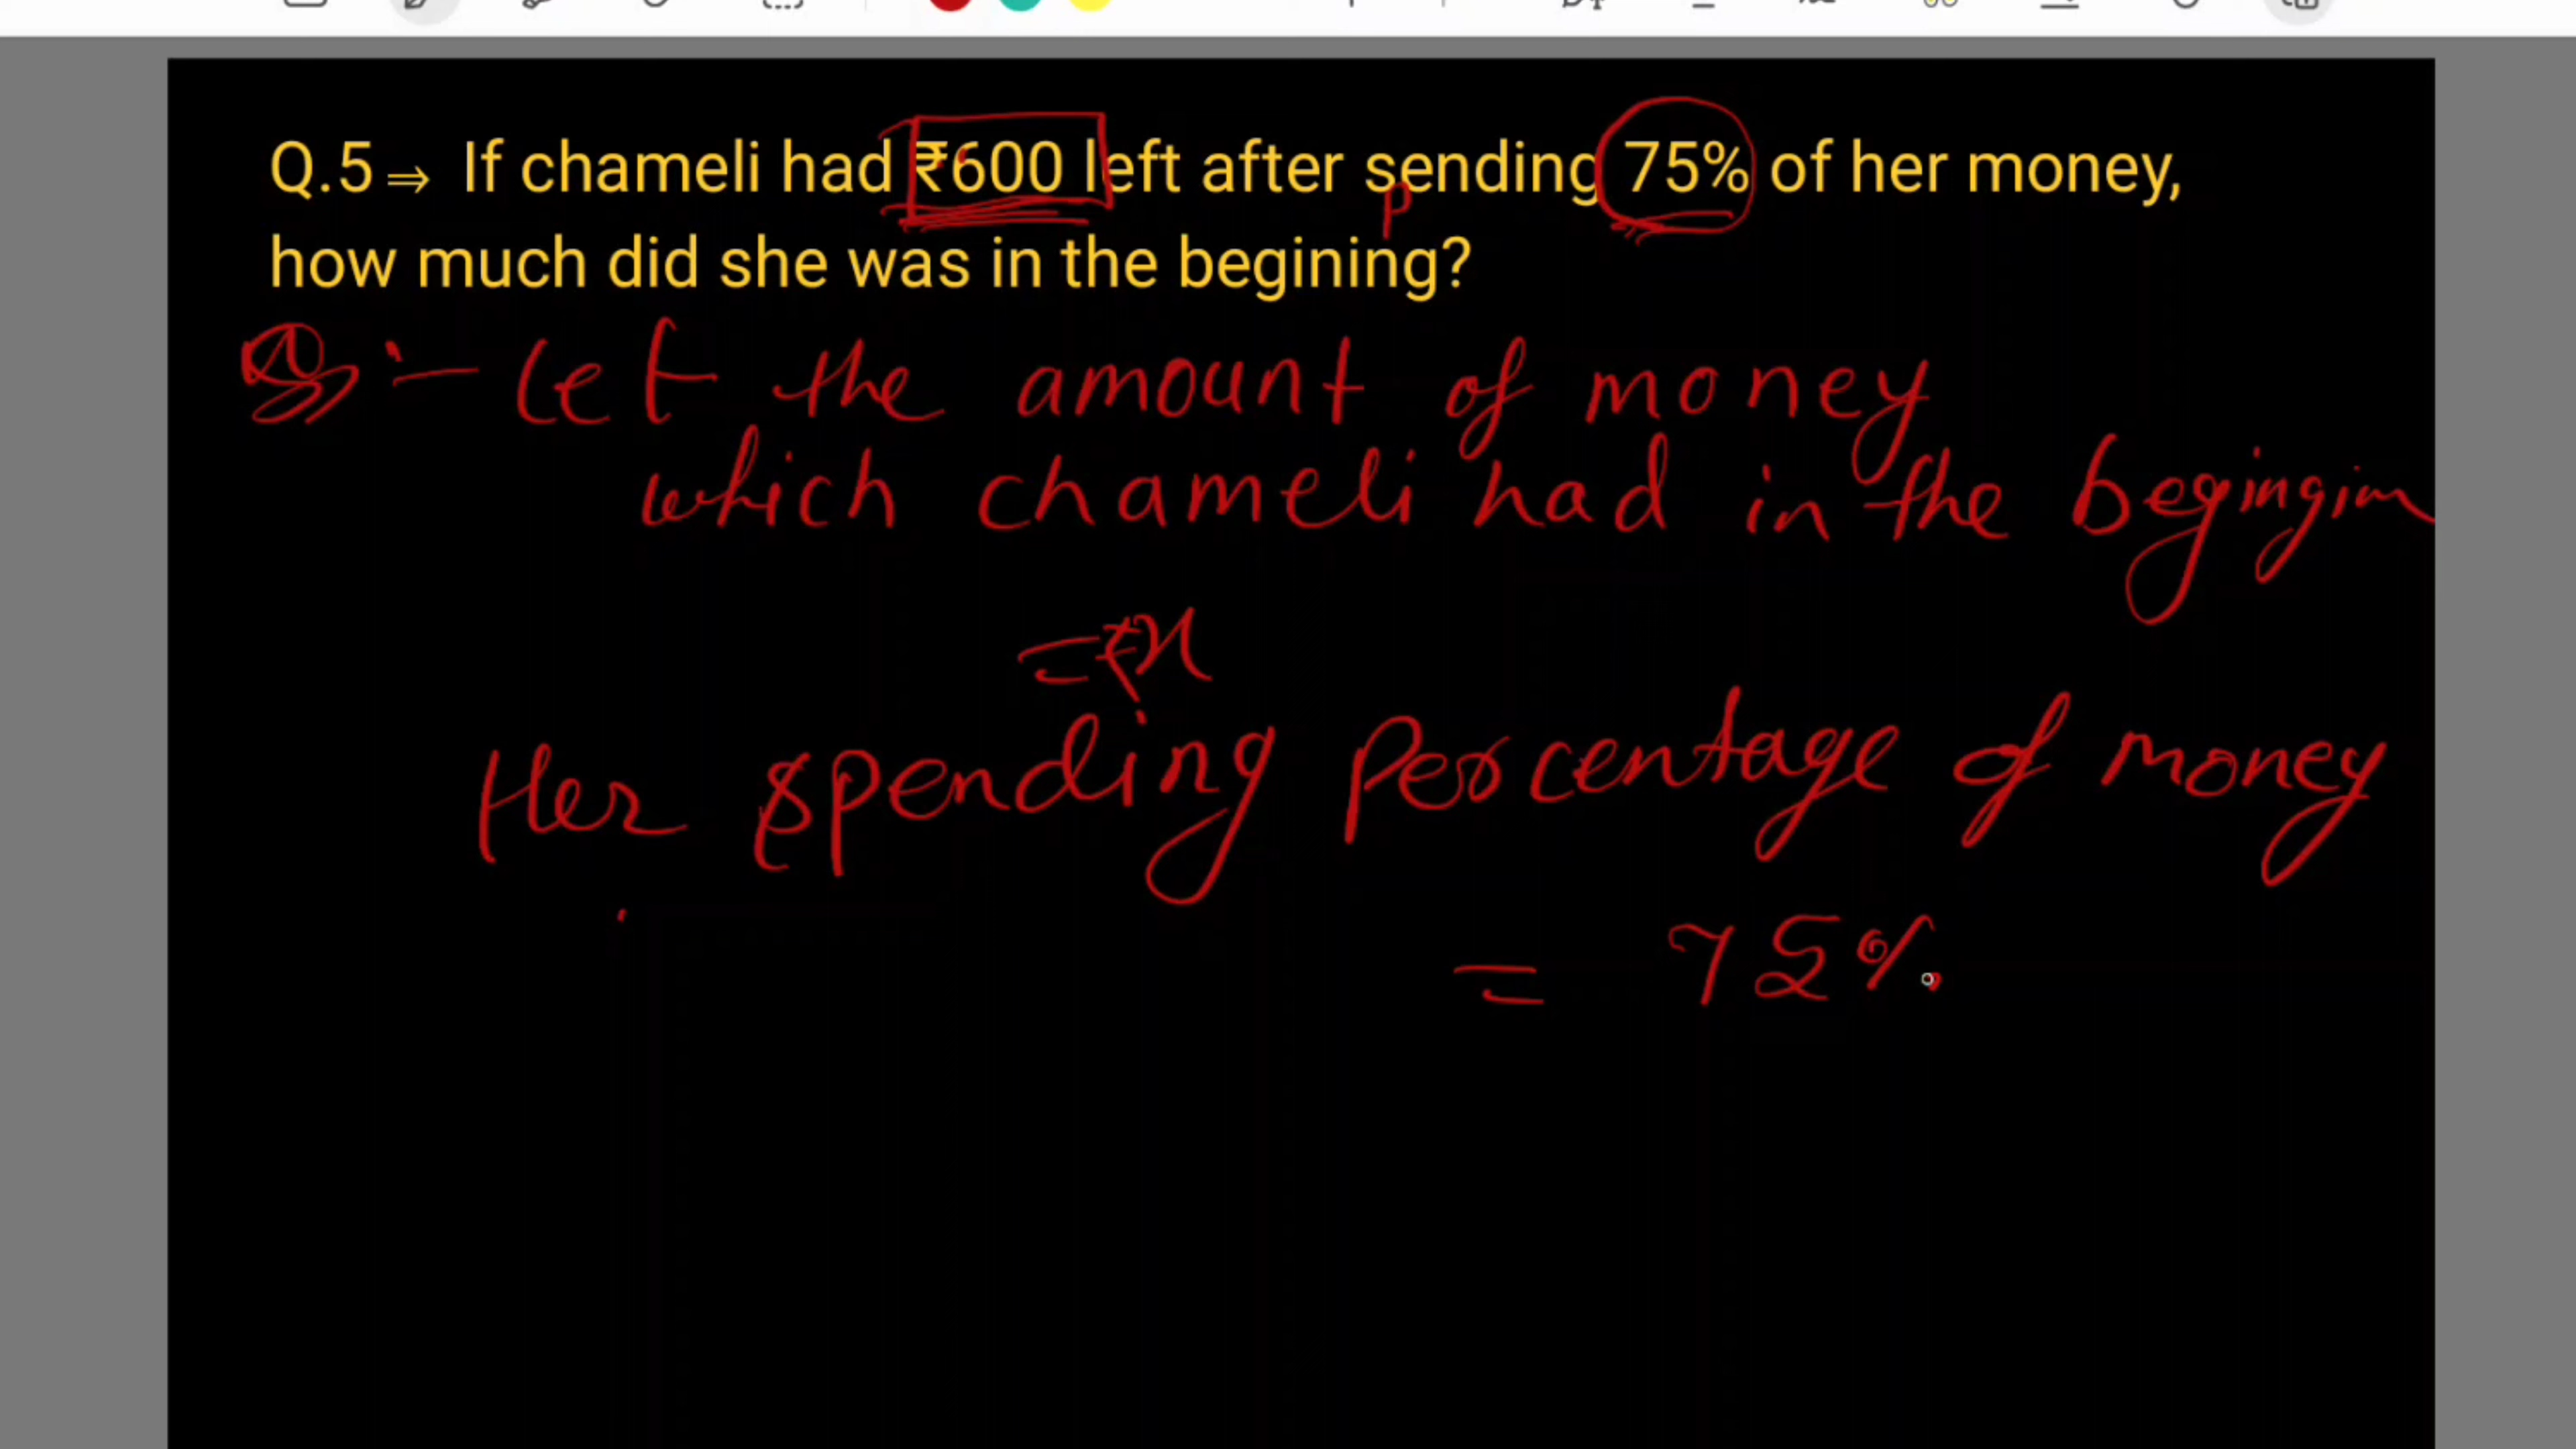 Q.5⇒ If chameli had ₹600 left after sending 75% of her money,
p
how much did she was in the begining?
:- Let the amount of money
which chameli had in the begingin
= ₹x
Her spending Percentage of money
= 75%